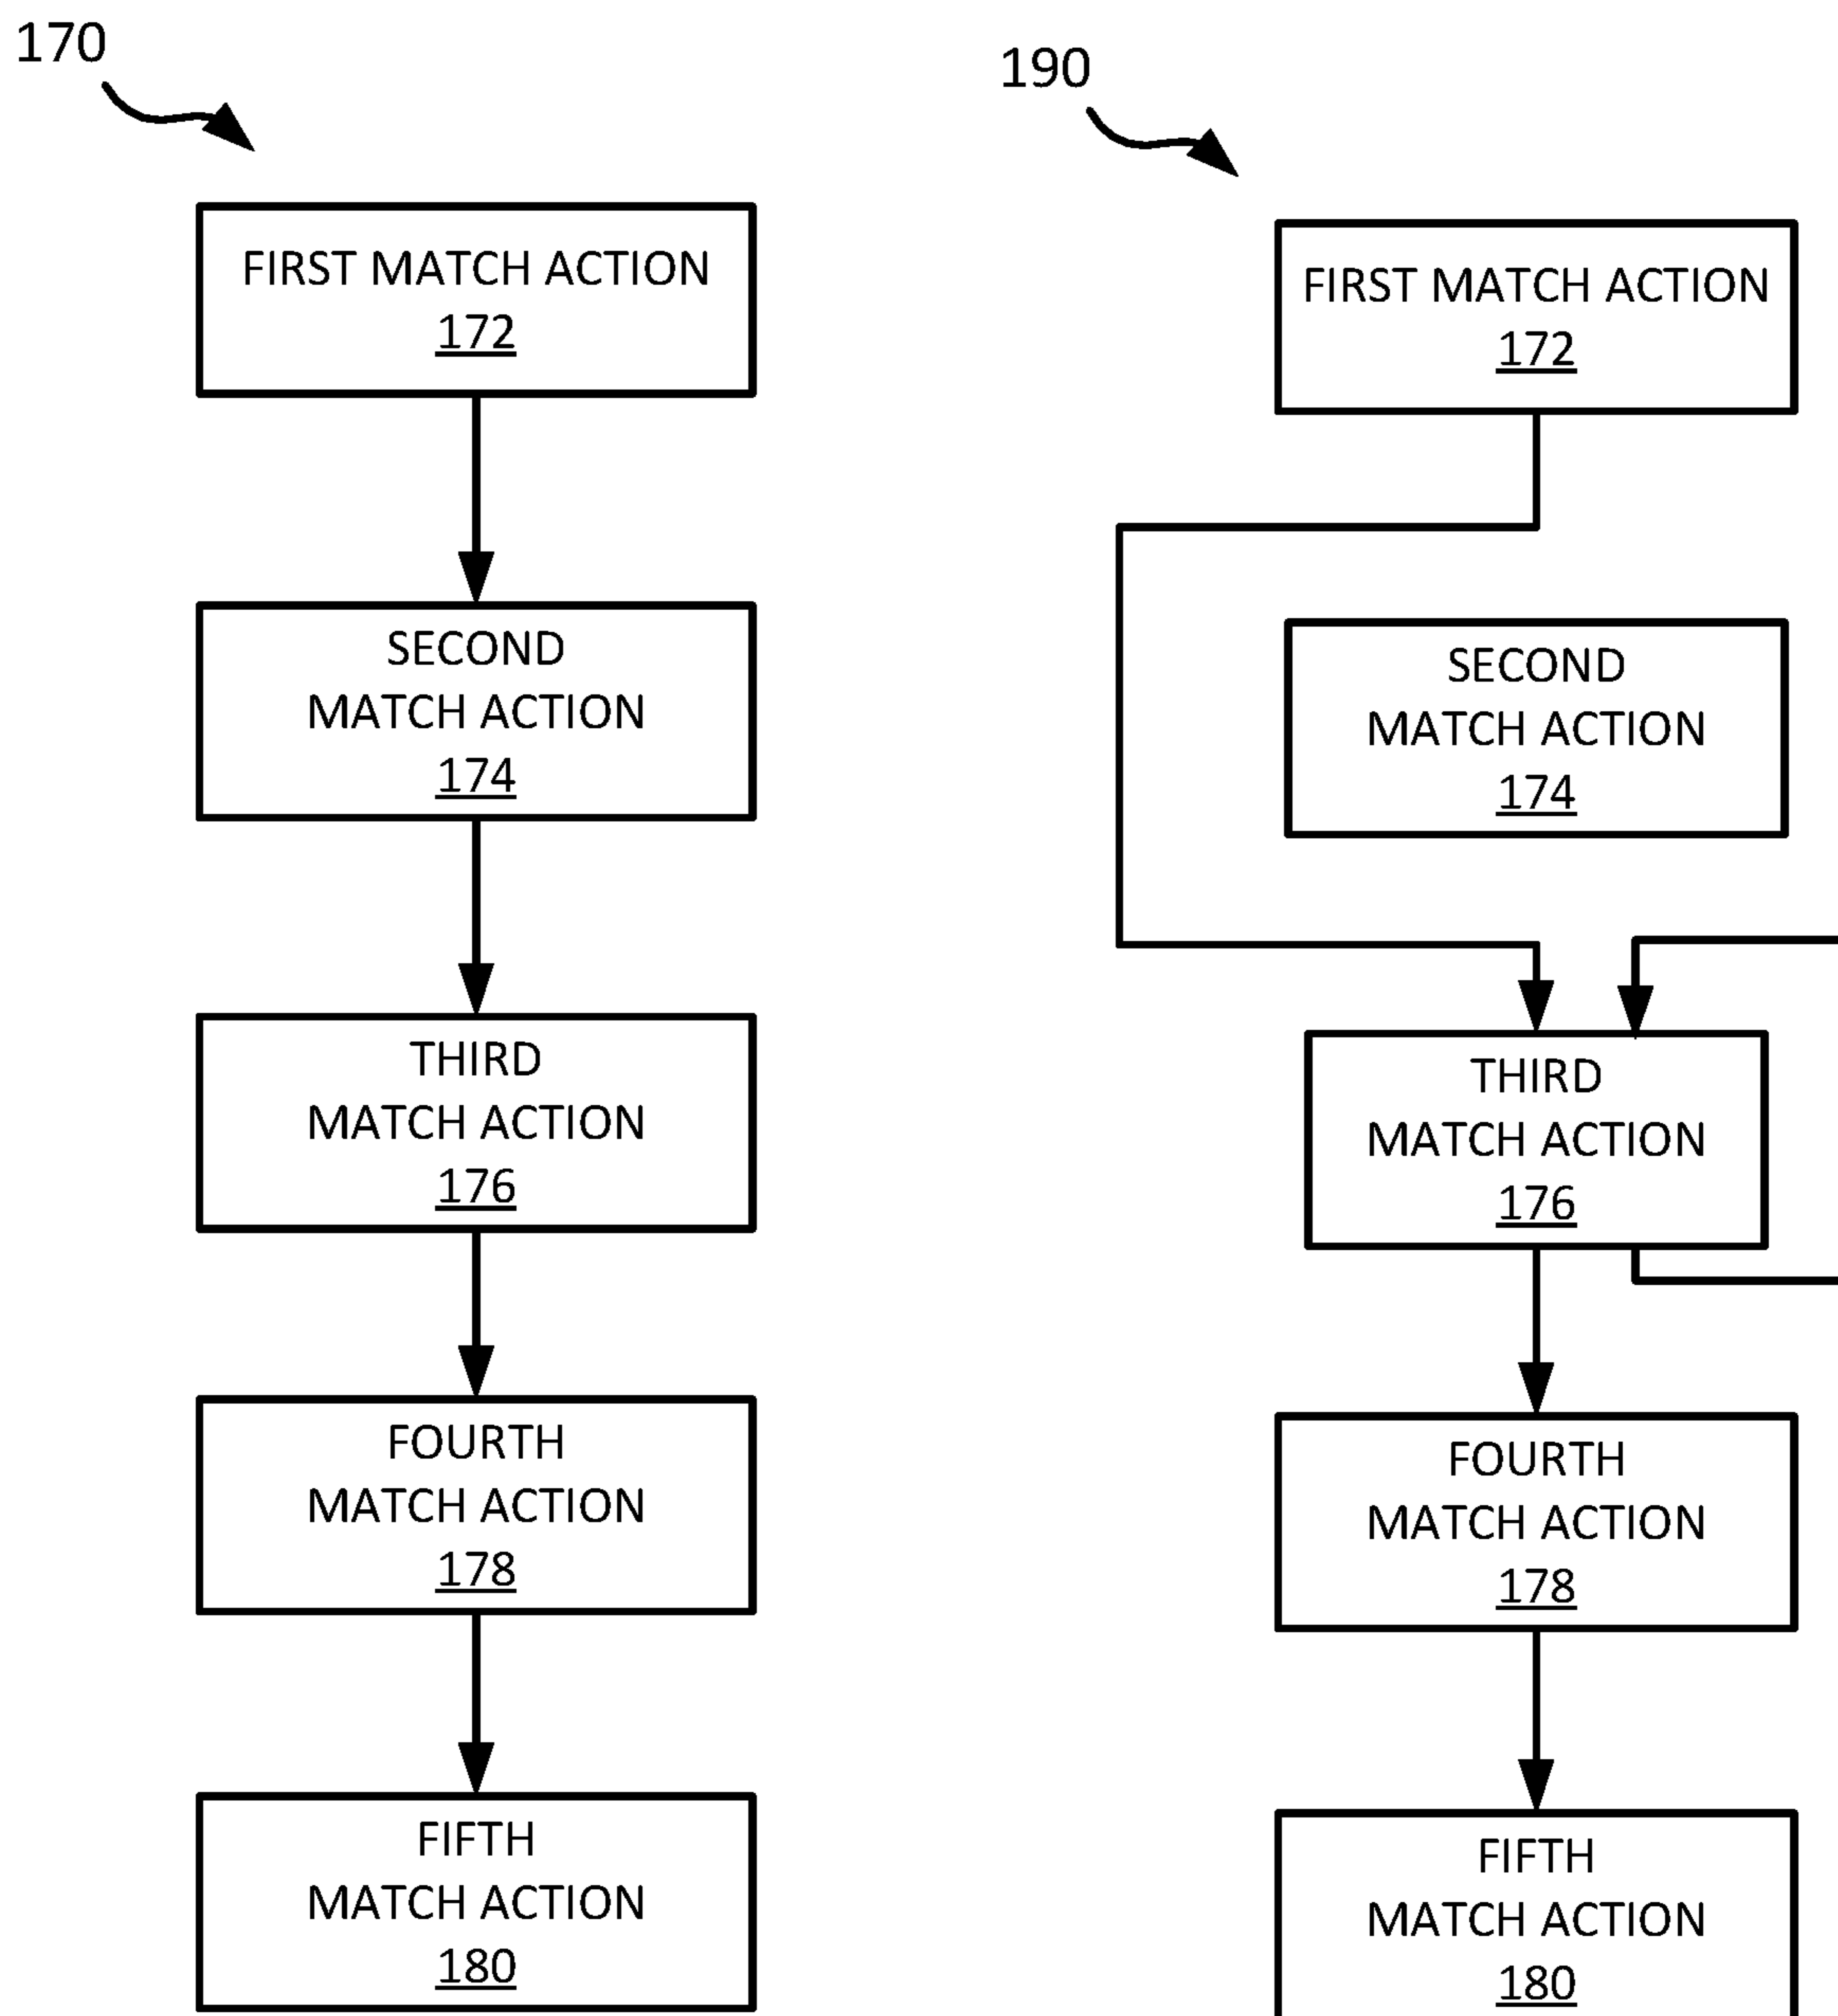 170
FIRST MATCH ACTION
172
SECOND
MATCH ACTION
174
THIRD
MATCH ACTION
176
FOURTH
MATCH ACTION
178
FIFTH
MATCH ACTION
180
190
FIRST MATCH ACTION
172
SECOND
MATCH ACTION
174
THIRD
MATCH ACTION
176
FOURTH
MATCH ACTION
178
FIFTH
MATCH ACTION
180